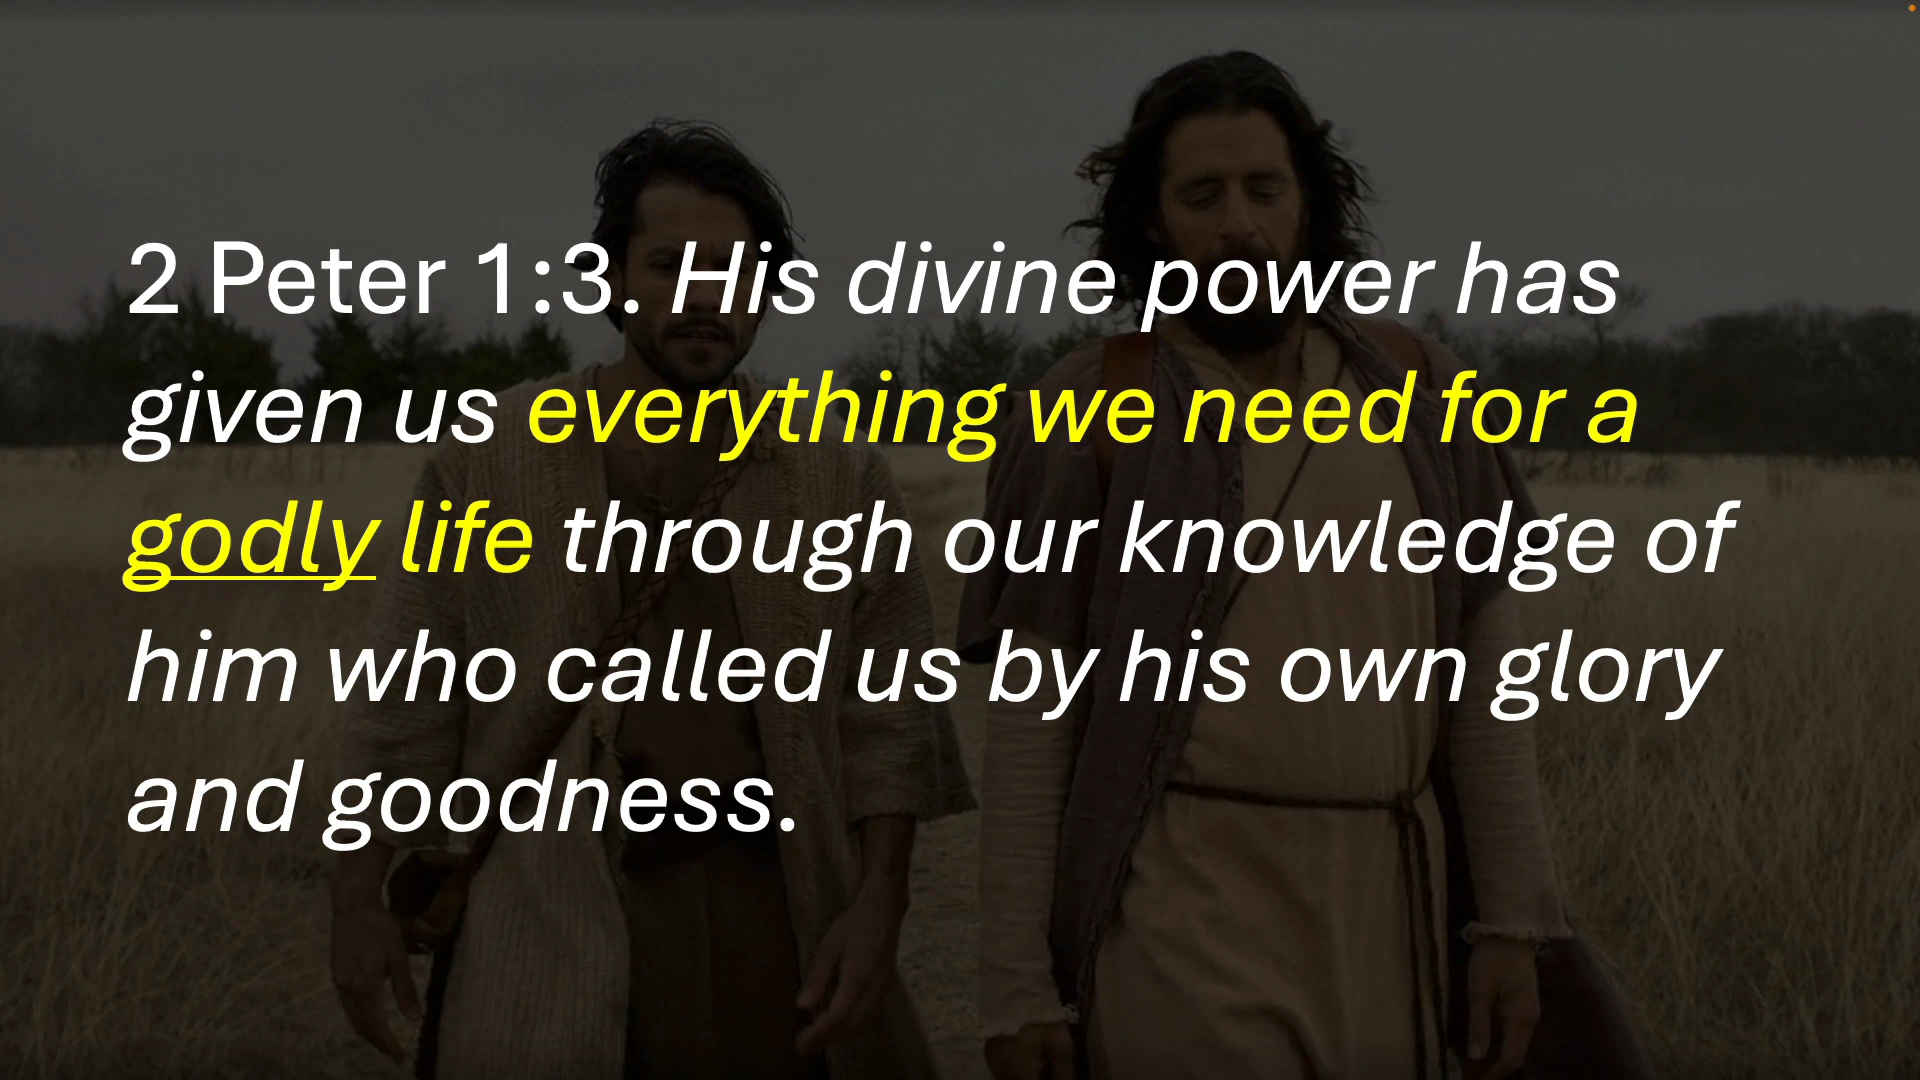 2 Peter 1:3. His divine power has
given us everything we need for a
godly life through our knowledge of
him who called us by his own glory
and goodness.